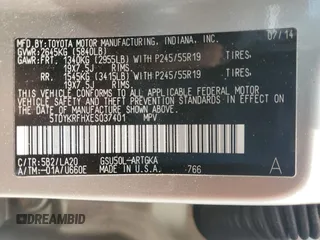 MFD. BY: TOYOTA MOTOR MANUFACTURING, INDIANA, INC. 07/14
GVWR: 2645KG (5840LB)
GAWR: FRT. 1340KG (2955LB) WITH P245/55R19 TIRES,
19X7.5J RIMS,
RR. 1545KG (3415LB) WITH P245/55R19 TIRES,
19X7.5J RIMS,
THIS VEHICLE CONFORMS TO ALL APPLICABLE
FEDERAL MOTOR VEHICLE SAFETY, BUMPER, AND THEFT
PREVENTION STANDARDS IN EFFECT ON THE DATE OF
MANUFACTURE SHOWN ABOVE.
5TDYKRFHXES037401 MPV
C/TR: 5B2/LA20 GSU50L-ARTGKA
A/TM: -01A/U660E MADE IN U.S.A. 766 A
© DIRAUTOBID